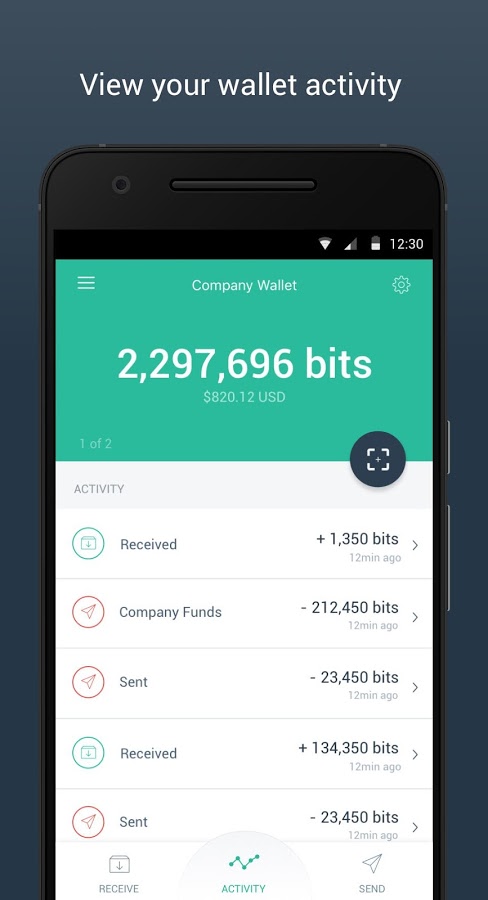 View your wallet activity
12:30
Company Wallet
2,297,696 bits
$820.12 USD
1 of 2
ACTIVITY
Received
+ 1,350 bits
12min ago
Company Funds
- 212,450 bits
12min ago
Sent
- 23,450 bits
12min ago
Received
+ 134,350 bits
12min ago
Sent
- 23,450 bits
12min ago
RECEIVE
ACTIVITY
SEND